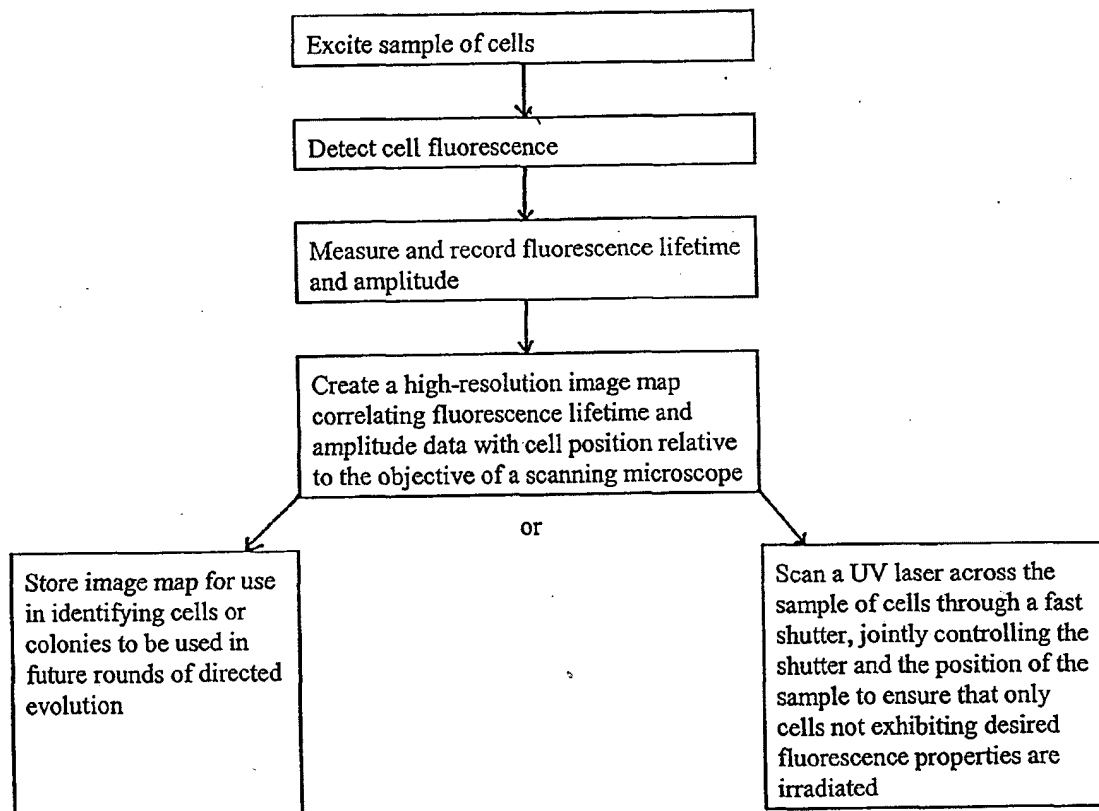 Excite sample of cells
Detect cell fluorescence
Measure and record fluorescence lifetime
and amplitude
Create a high-resolution image map
correlating fluorescence lifetime and
amplitude data with cell position relative
to the objective of a scanning microscope
or
Store image map for use
in identifying cells or
colonies to be used in
future rounds of directed
evolution
Scan a UV laser across the
sample of cells through a fast
shutter, jointly controlling the
shutter and the position of the
sample to ensure that only
cells not exhibiting desired
fluorescence properties are
irradiated